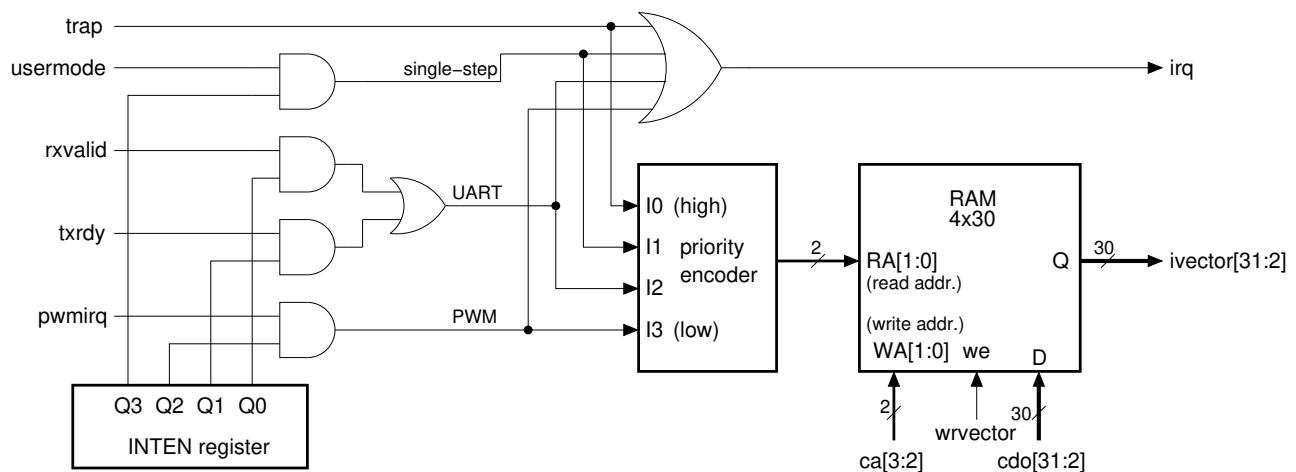 trap
usermode
single-step
irq
rxvalid
UART
txrdy
pwmirq
PWM
Q3 Q2 Q1 Q0
INTEN register
I0 (high)
I1 priority
encoder
I2
I3 (low)
2
RAM
4x30
RA[1:0]
(read addr.)
Q
30
ivector[31:2]
(write addr.)
WA[1:0] we D
2
30
wrvector
ca[3:2] cdo[31:2]